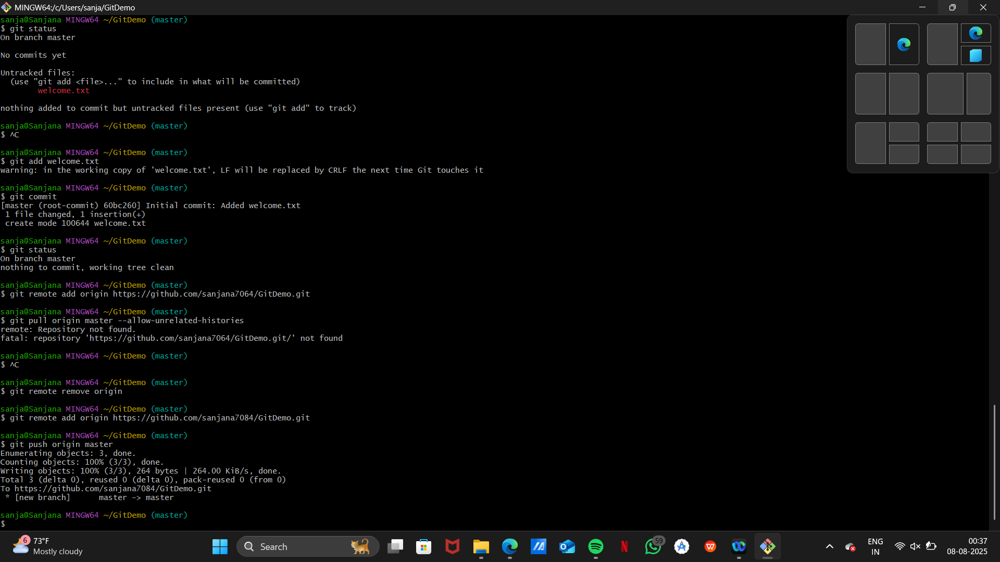 MINGW64:/c/Users/sanja/GitDemo
sanja@Sanjana MINGW64 ~/GitDemo (master)
$ git status
On branch master
No commits yet
Untracked files:
  (use "git add <file>..." to include in what will be committed)
        welcome.txt
nothing added to commit but untracked files present (use "git add" to track)
sanja@Sanjana MINGW64 ~/GitDemo (master)
$ ^C
sanja@Sanjana MINGW64 ~/GitDemo (master)
$ git add welcome.txt
warning: in the working copy of 'welcome.txt', LF will be replaced by CRLF the next time Git touches it
sanja@Sanjana MINGW64 ~/GitDemo (master)
$ git commit
[master (root-commit) 60bc260] Initial commit: Added welcome.txt
 1 file changed, 1 insertion(+)
 create mode 100644 welcome.txt
sanja@Sanjana MINGW64 ~/GitDemo (master)
$ git status
On branch master
nothing to commit, working tree clean
sanja@Sanjana MINGW64 ~/GitDemo (master)
$ git remote add origin https://github.com/sanjana7064/GitDemo.git
sanja@Sanjana MINGW64 ~/GitDemo (master)
$ git pull origin master --allow-unrelated-histories
remote: Repository not found.
fatal: repository 'https://github.com/sanjana7064/GitDemo.git/' not found
sanja@Sanjana MINGW64 ~/GitDemo (master)
$ ^C
sanja@Sanjana MINGW64 ~/GitDemo (master)
$ git remote remove origin
sanja@Sanjana MINGW64 ~/GitDemo (master)
$ git remote add origin https://github.com/sanjana7084/GitDemo.git
sanja@Sanjana MINGW64 ~/GitDemo (master)
$ git push origin master
Enumerating objects: 3, done.
Counting objects: 100% (3/3), done.
Writing objects: 100% (3/3), 264 bytes | 264.00 KiB/s, done.
Total 3 (delta 0), reused 0 (delta 0), pack-reused 0 (from 0)
To https://github.com/sanjana7084/GitDemo.git
 * [new branch]      master -> master
sanja@Sanjana MINGW64 ~/GitDemo (master)
$
6
73°F
Mostly cloudy
Search
59
ENG
IN
00:37
08-08-2025